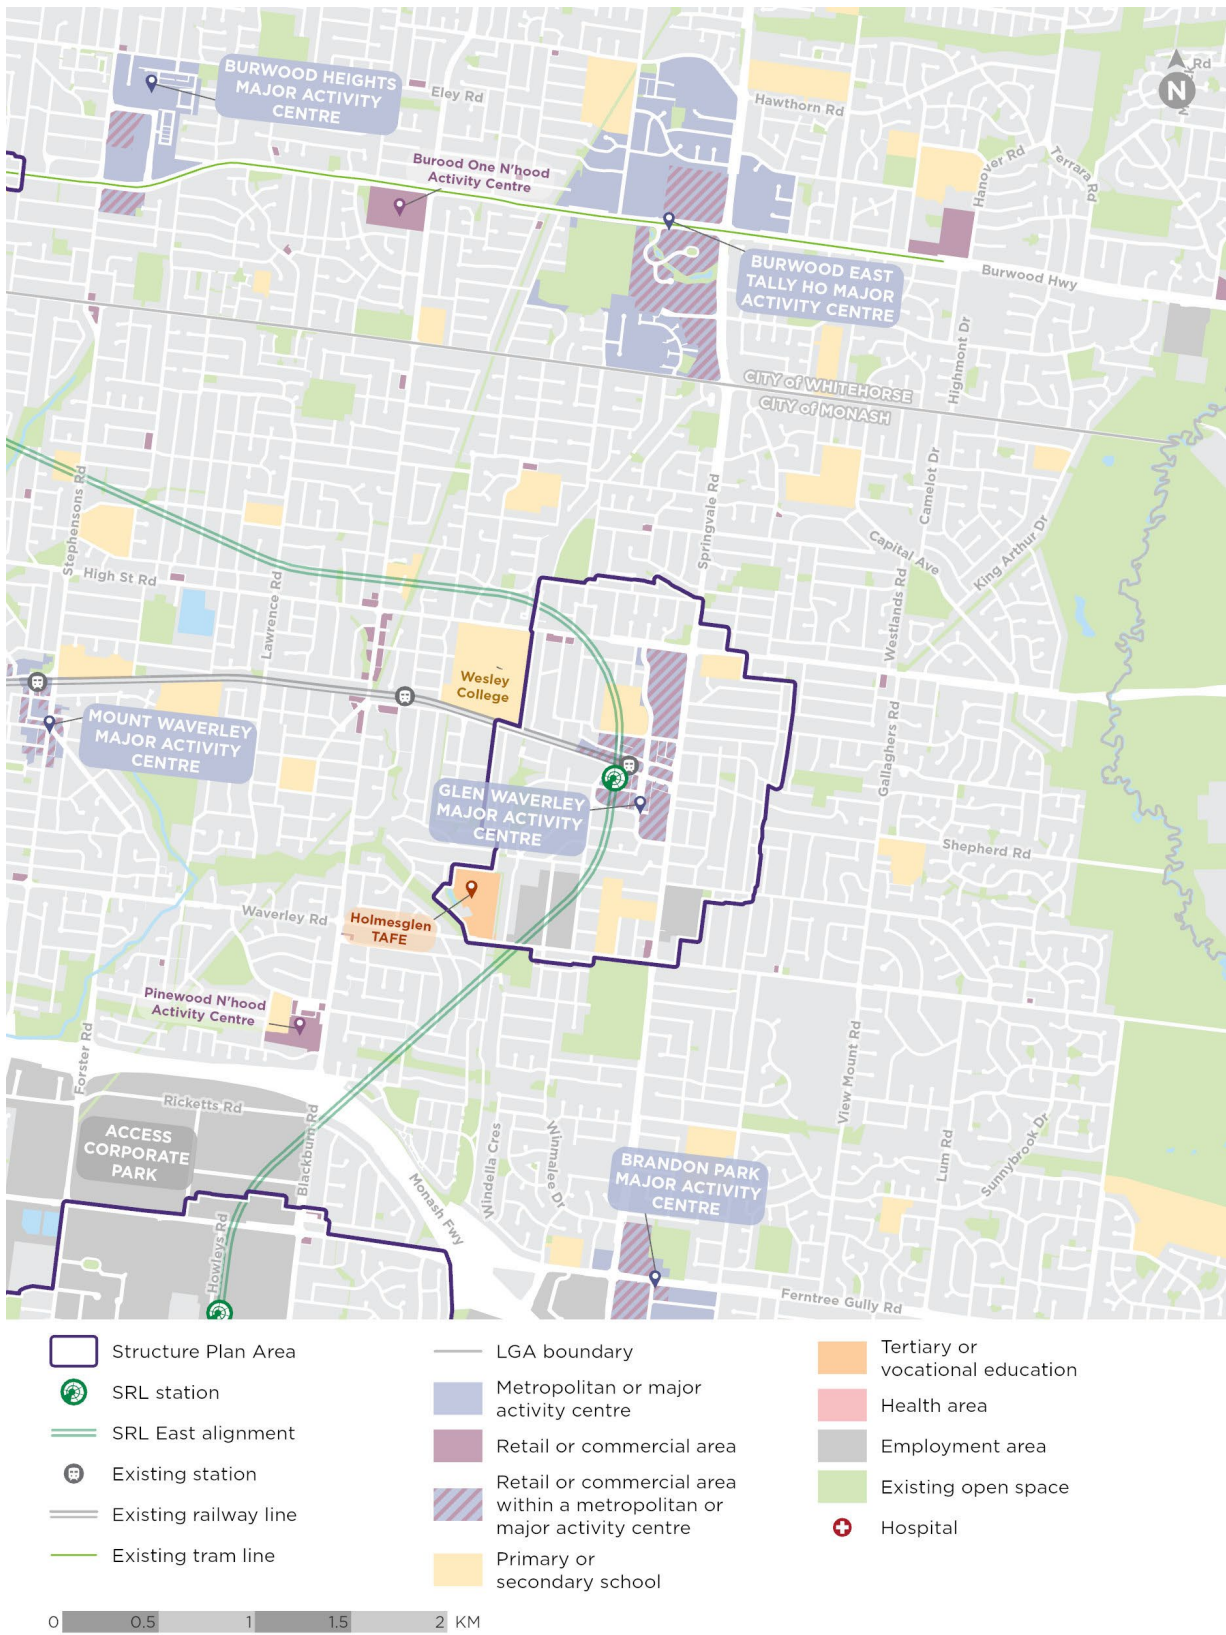 BURWOOD HEIGHTS
MAJOR ACTIVITY
CENTRE
Eley Rd
Hawthorn Rd
Rd
N
Burood One N'hood
Activity Centre
Hanover Rd
Terrara Rd
BURWOOD EAST
TALLY HO MAJOR
ACTIVITY CENTRE
Burwood Hwy
Highmont Dr
CITY of WHITEHORSE
CITY of MONASH
Stephensons Rd
Springvale Rd
Camelot Dr
Capital Ave
King Arthur Dr
High St Rd
Lawrence Rd
Westlands Rd
Wesley
College
MOUNT WAVERLEY
MAJOR ACTIVITY
CENTRE
Gallaghers Rd
GLEN WAVERLEY
MAJOR ACTIVITY
CENTRE
Shepherd Rd
Waverley Rd
Holmesglen
TAFE
Pinewood N'hood
Activity Centre
Forster Rd
View Mount Rd
Ricketts Rd
ACCESS
CORPORATE
PARK
Blackburn Rd
Windella Cres
Winmalee Dr
Lum Rd
Sunnybrook Dr
BRANDON PARK
MAJOR ACTIVITY
CENTRE
Monash Fwy
Howleys Rd
Ferntree Gully Rd
Structure Plan Area
SRL station
SRL East alignment
Existing station
Existing railway line
Existing tram line
LGA boundary
Metropolitan or major
activity centre
Retail or commercial area
Retail or commercial area
within a metropolitan or
major activity centre
Primary or
secondary school
Tertiary or
vocational education
Health area
Employment area
Existing open space
Hospital
0 0.5 1 1.5 2 KM